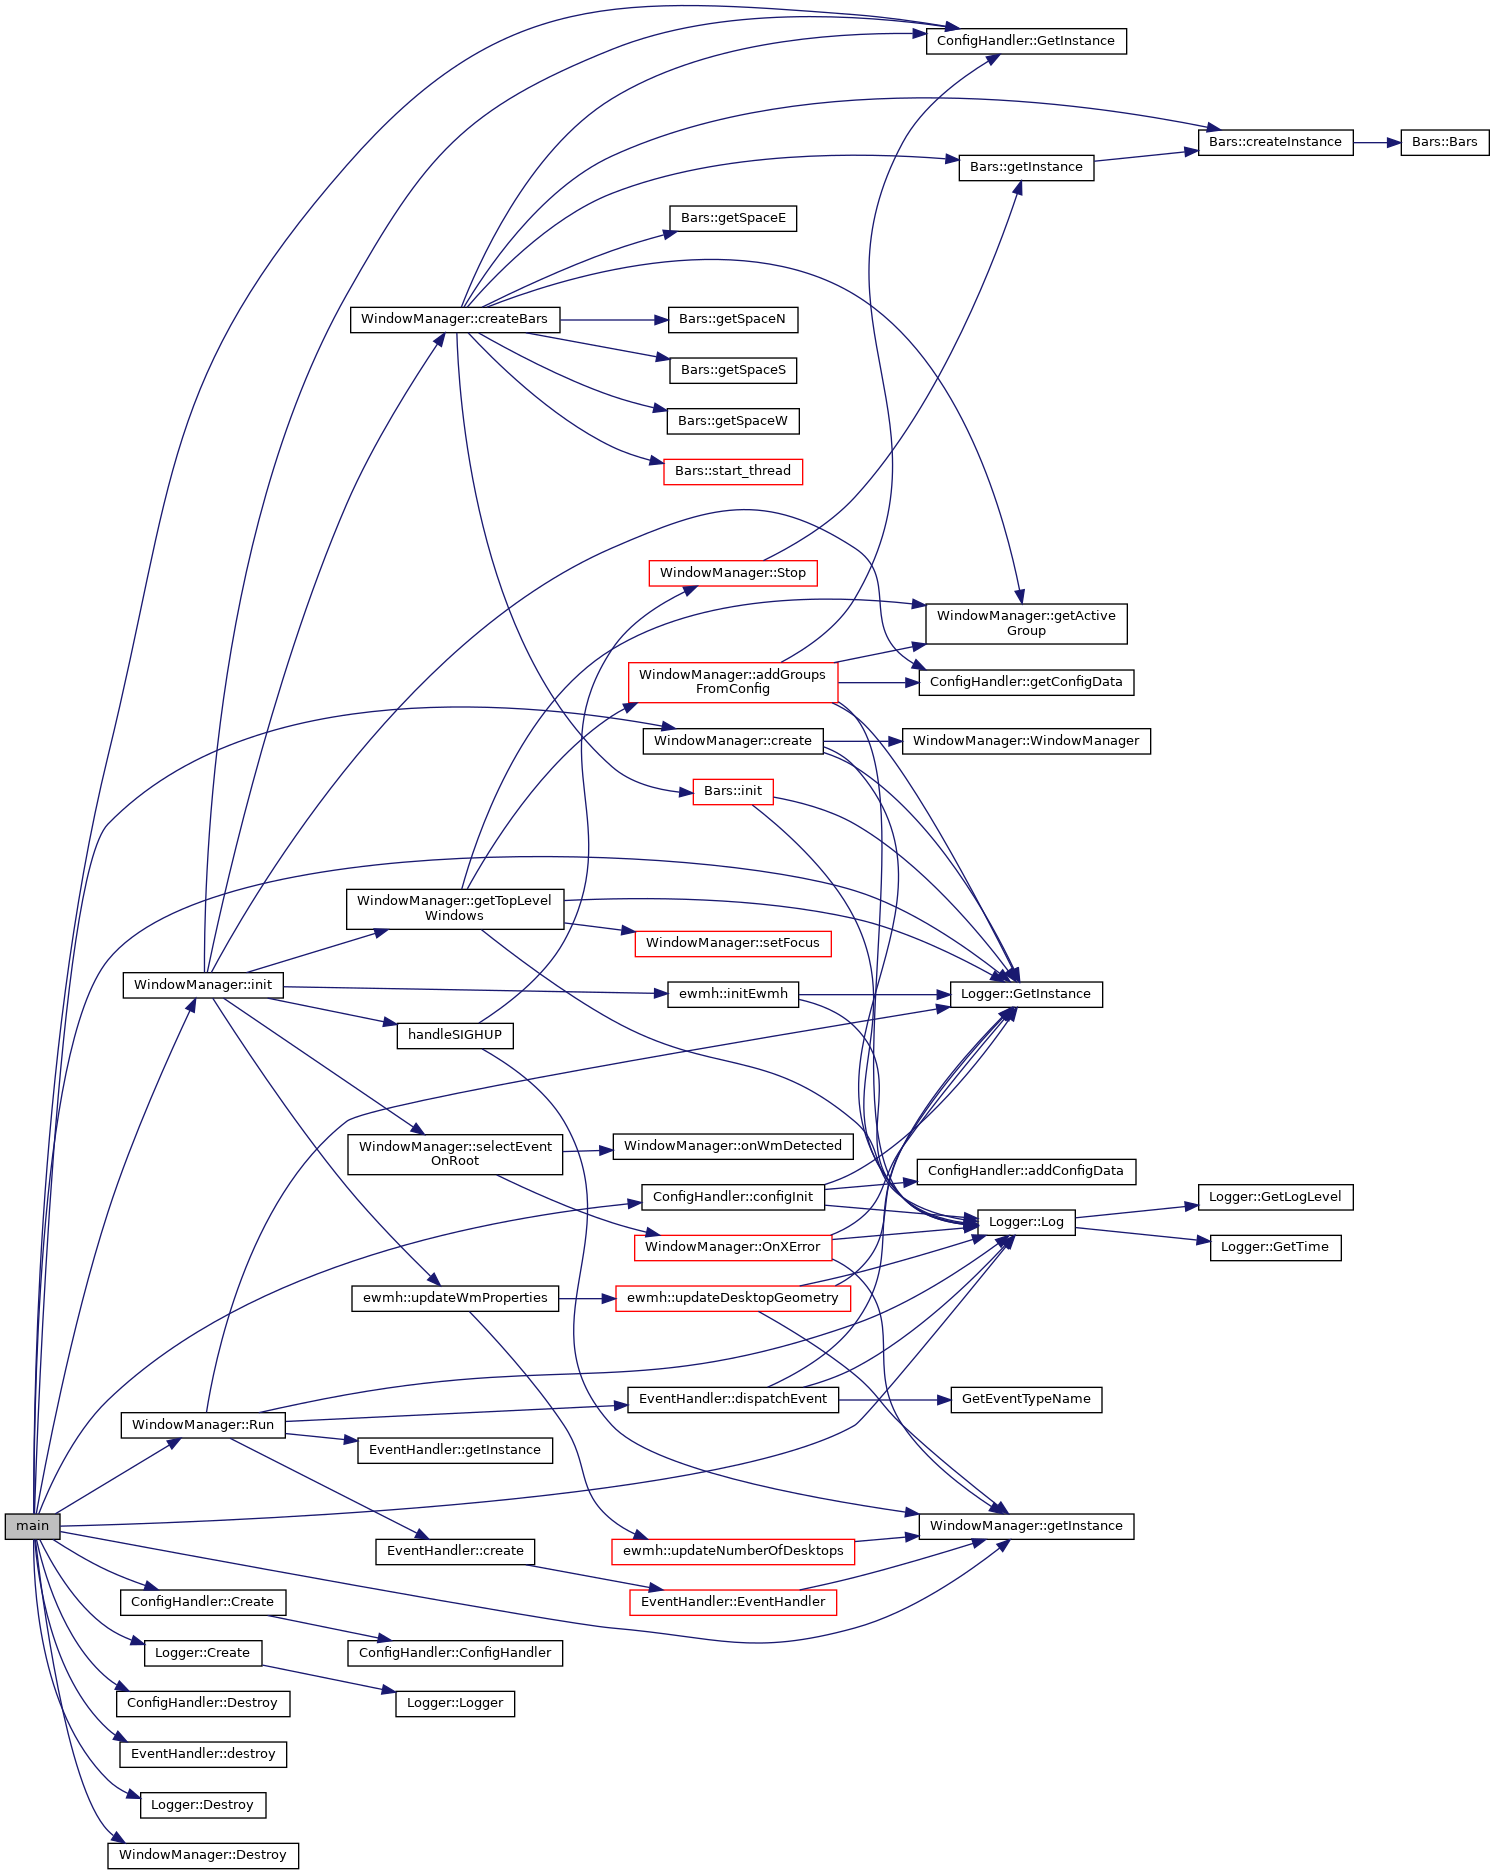 ConfigHandler::GetInstance
Bars::createInstance
Bars::Bars
Bars::getInstance
Bars::getSpaceE
WindowManager::createBars
Bars::getSpaceN
Bars::getSpaceS
Bars::getSpaceW
Bars::start_thread
WindowManager::Stop
WindowManager::getActive
Group
WindowManager::addGroups
FromConfig
ConfigHandler::getConfigData
WindowManager::create
WindowManager::WindowManager
Bars::init
WindowManager::getTopLevel
Windows
WindowManager::setFocus
WindowManager::init
ewmh::initEwmh
Logger::GetInstance
handleSIGHUP
WindowManager::selectEvent
OnRoot
WindowManager::onWmDetected
ConfigHandler::addConfigData
ConfigHandler::configInit
Logger::GetLogLevel
Logger::Log
WindowManager::OnXError
Logger::GetTime
ewmh::updateWmProperties
ewmh::updateDesktopGeometry
EventHandler::dispatchEvent
GetEventTypeName
WindowManager::Run
EventHandler::getInstance
main
WindowManager::getInstance
EventHandler::create
ewmh::updateNumberOfDesktops
ConfigHandler::Create
EventHandler::EventHandler
Logger::Create
ConfigHandler::ConfigHandler
ConfigHandler::Destroy
Logger::Logger
EventHandler::destroy
Logger::Destroy
WindowManager::Destroy